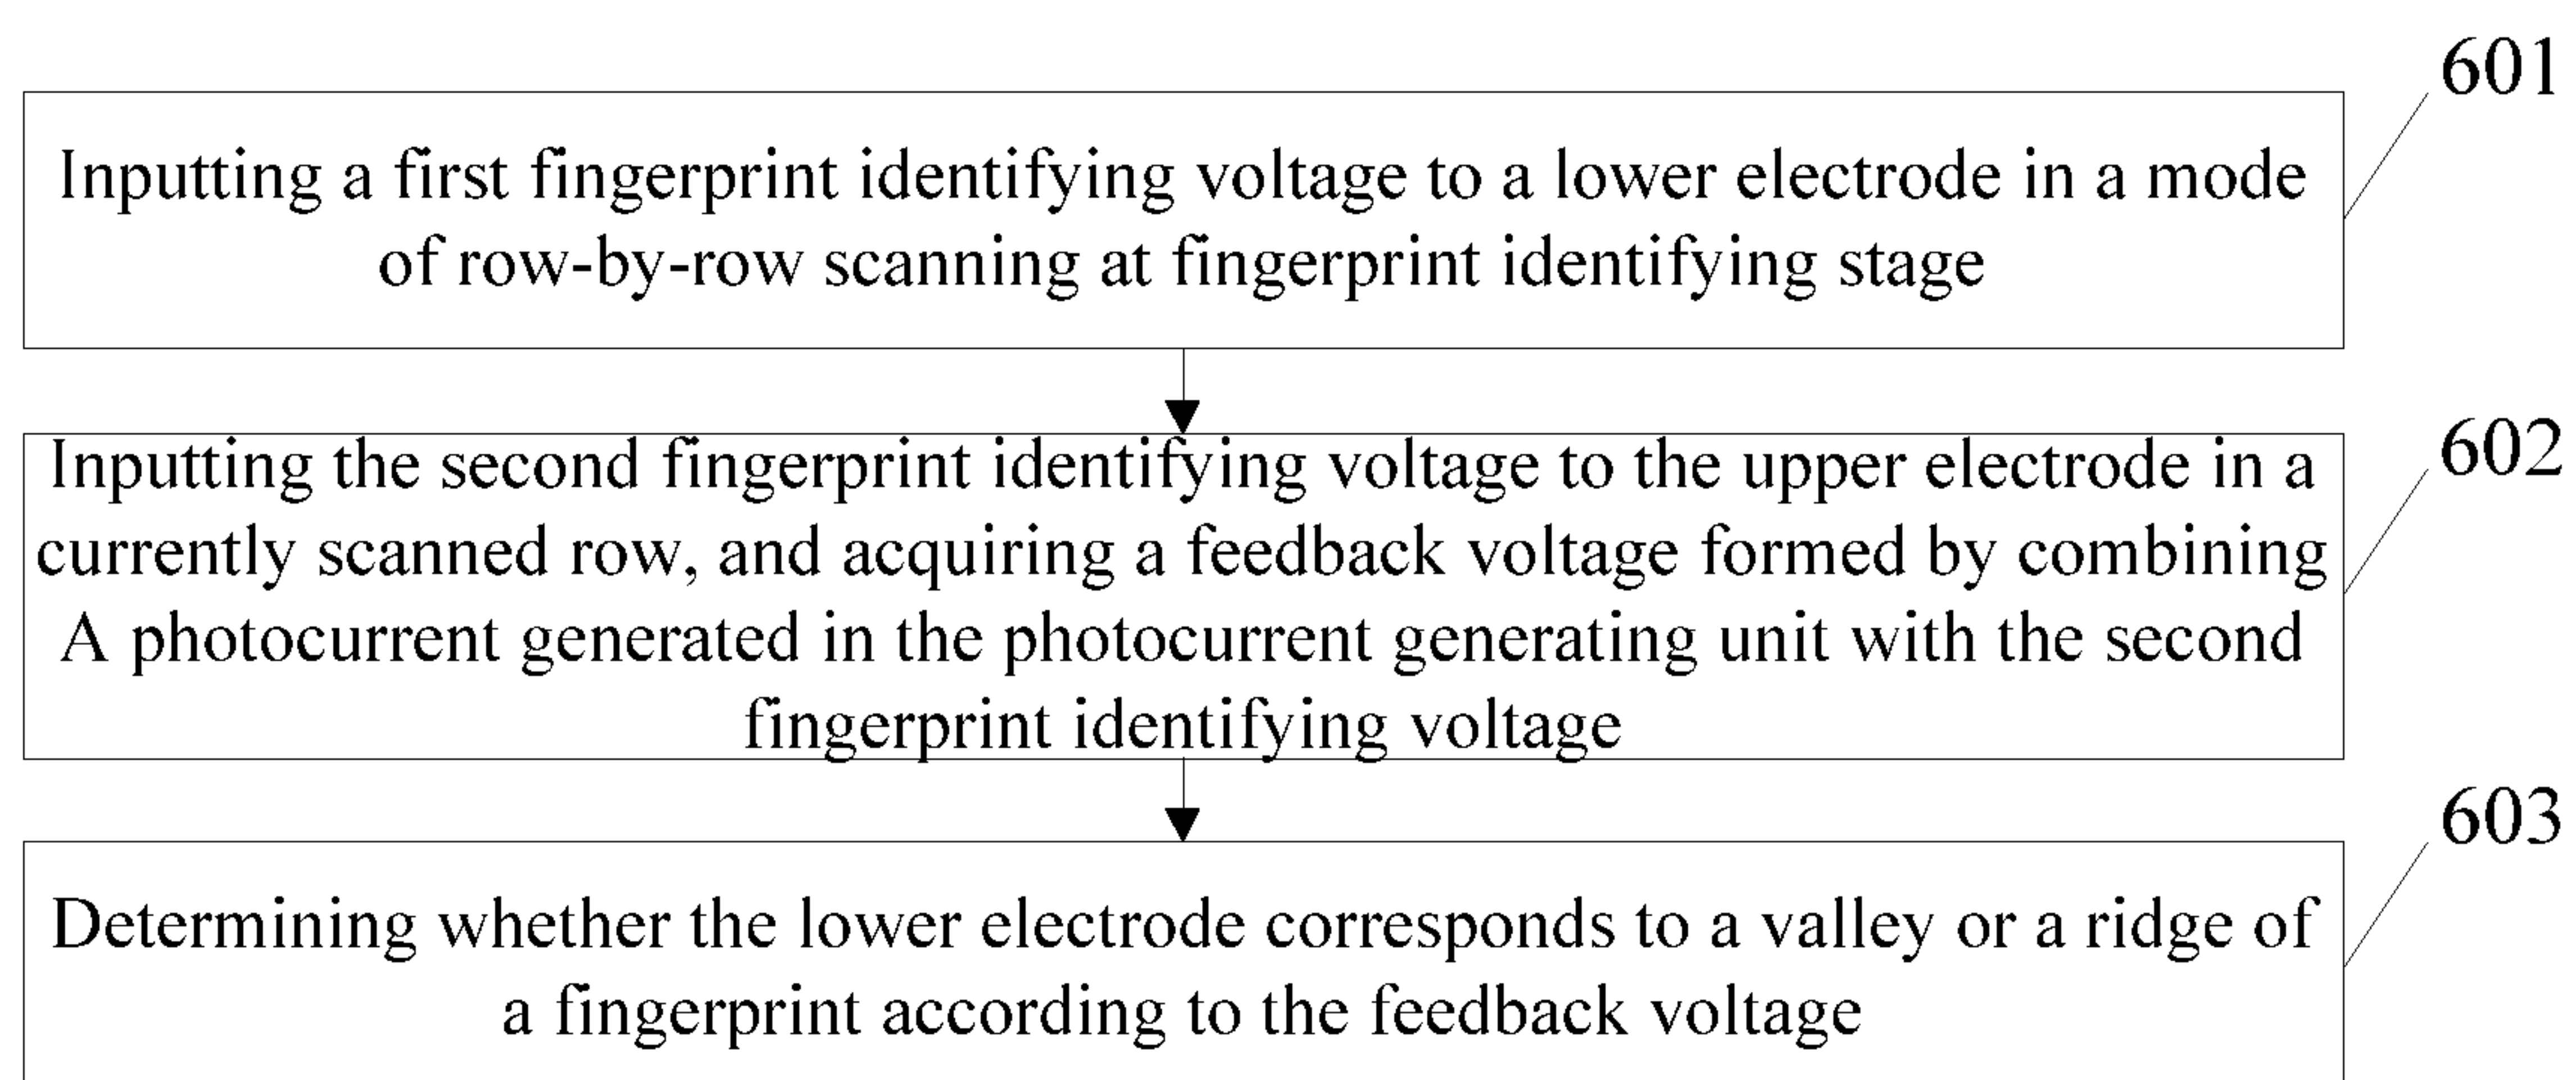 601
Inputting a first fingerprint identifying voltage to a lower electrode in a mode
of row-by-row scanning at fingerprint identifying stage
602
Inputting the second fingerprint identifying voltage to the upper electrode in a
currently scanned row, and acquiring a feedback voltage formed by combining
A photocurrent generated in the photocurrent generating unit with the second
fingerprint identifying voltage
603
Determining whether the lower electrode corresponds to a valley or a ridge of
a fingerprint according to the feedback voltage